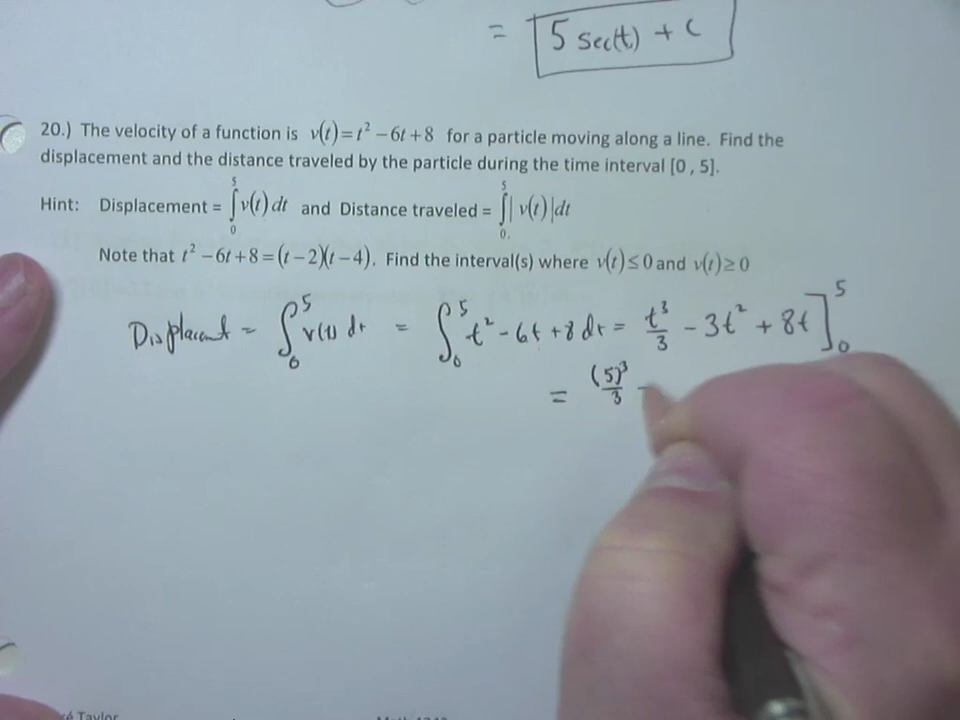 = 5 sec(t) + C
20.) The velocity of a function is v(t) = t² − 6t + 8 for a particle moving along a line. Find the
displacement and the distance traveled by the particle during the time interval [0 , 5].
Hint: Displacement = ∫₀⁵ v(t) dt and Distance traveled = ∫₀⁵ | v(t) | dt
Note that t² − 6t + 8 = (t − 2)(t − 4). Find the interval(s) where v(t) ≤ 0 and v(t) ≥ 0
= ∫₀⁵ v(t) dt = ∫₀⁵ t² - 6t + 8 dt = t³/3 - 3t² + 8t ]₀⁵
= (5)³/3 -
Taylor